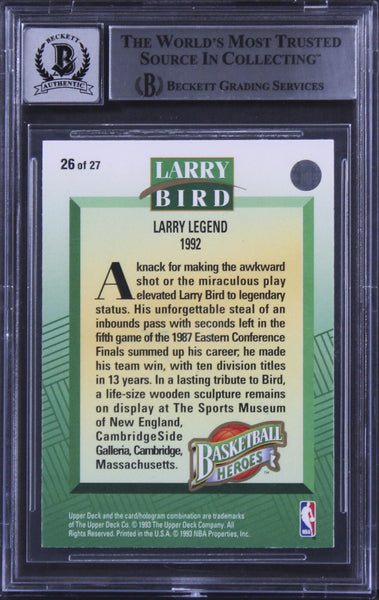 BECKETT
AUTHENTIC
THE WORLD'S MOST TRUSTED
SOURCE IN COLLECTING™
B BECKETT GRADING SERVICES
26 of 27
LARRY
BIRD
LARRY LEGEND
1992
A knack for making the awkward
shot or the miraculous play
elevated Larry Bird to legendary
status. His unforgettable steal of an
inbounds pass with seconds left in the
fifth game of the 1987 Eastern Conference
Finals summed up his career; he made
his team win, with ten division titles
in 13 years. In a lasting tribute to Bird,
a life-size wooden sculpture remains
on display at The Sports Museum
of New England,
CambridgeSide
Galleria, Cambridge,
Massachusetts.
BASKETBALL
HEROES™
Upper Deck and the card/hologram combination are trademarks
of The Upper Deck Co. © 1993 The Upper Deck Company. All
Rights Reserved. Printed in the U.S.A. © 1993 NBA Properties, Inc.
NBA